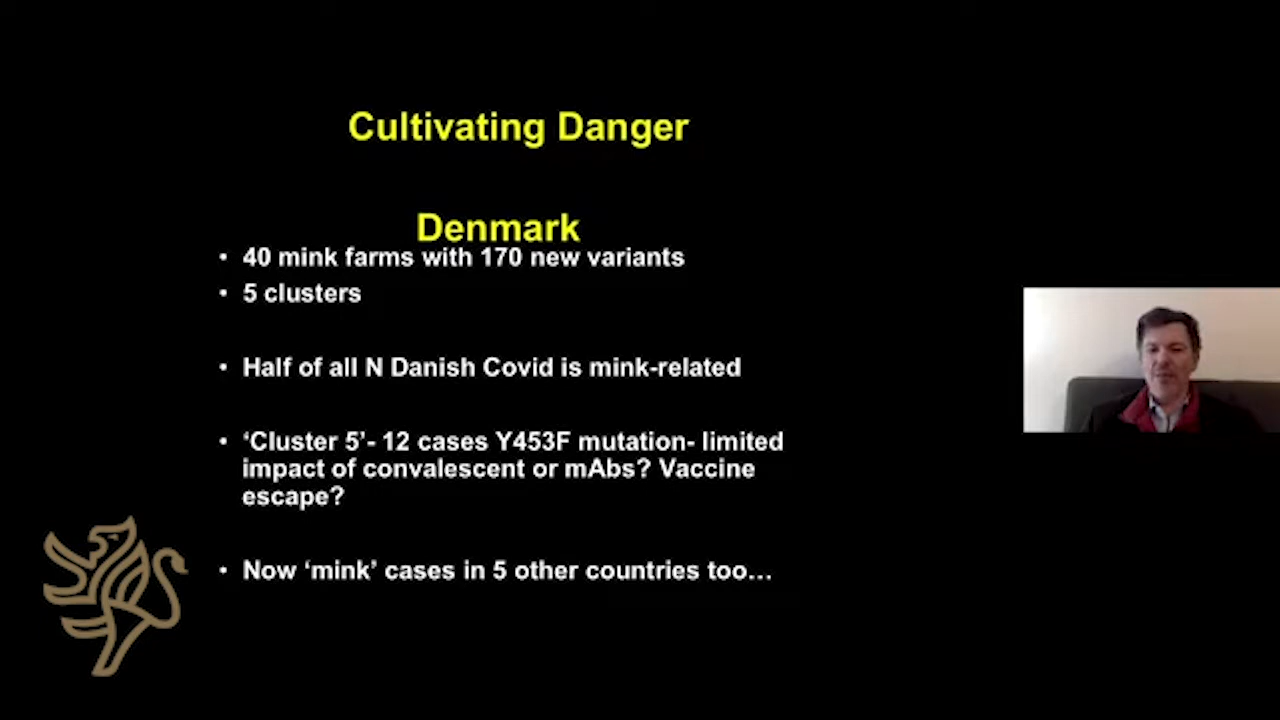 Cultivating Danger
Denmark
• 40 mink farms with 170 new variants
• 5 clusters
• Half of all N Danish Covid is mink-related
• ‘Cluster 5’- 12 cases Y453F mutation- limited
impact of convalescent or mAbs? Vaccine
escape?
• Now ‘mink’ cases in 5 other countries too…